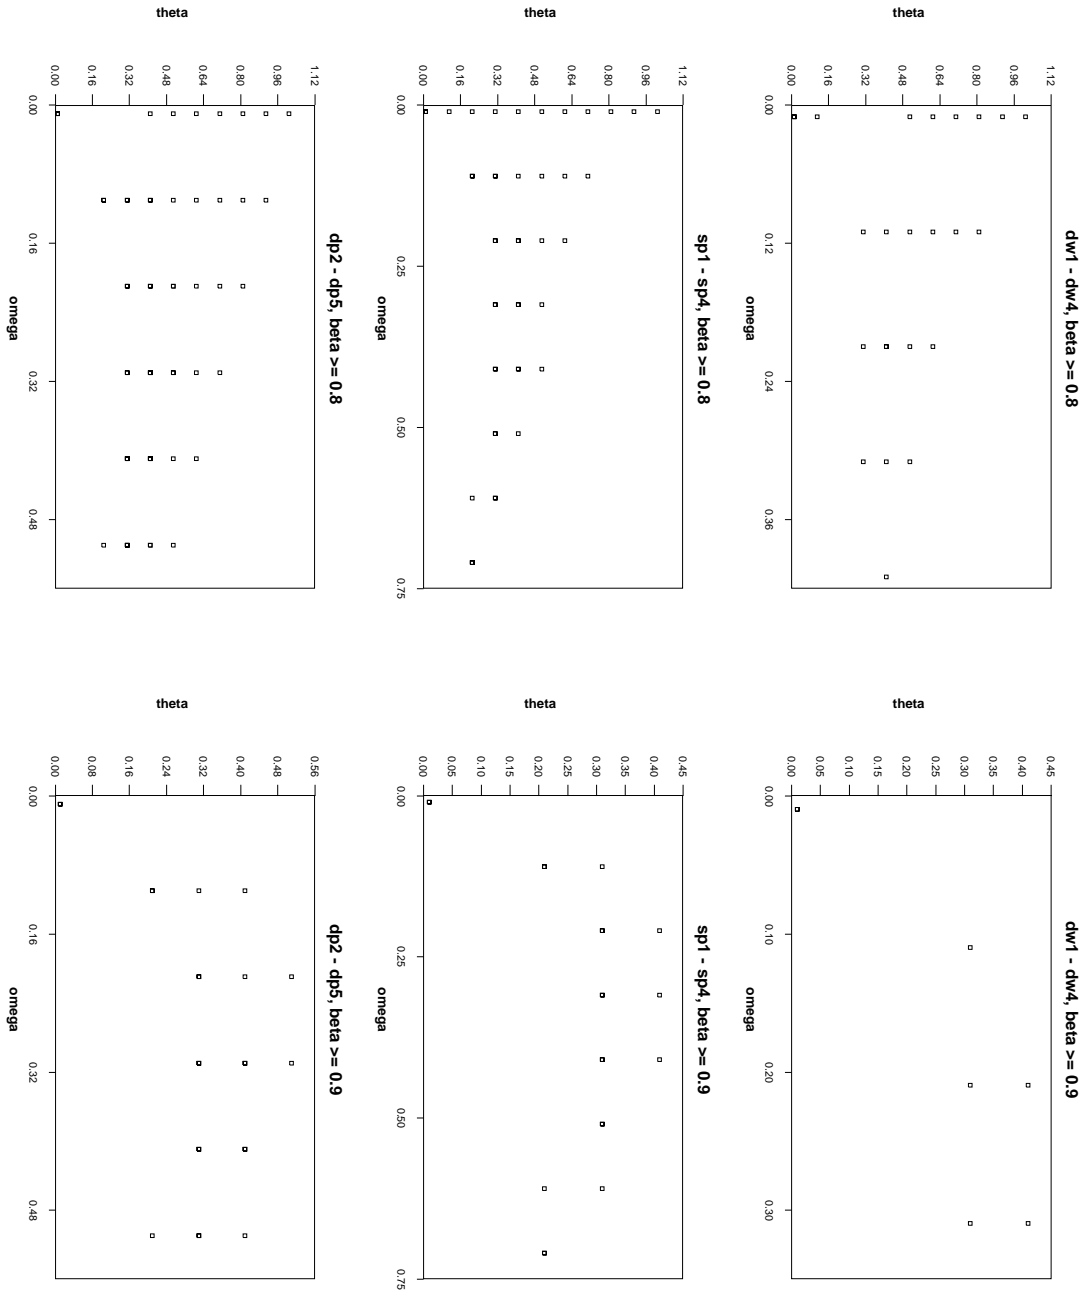 dw1 - dw4, beta >= 0.8
theta
1.12
0.96
0.80
0.64
0.48
0.32
0.16
0.00
0.00 0.12 0.24 0.36
omega
dw1 - dw4, beta >= 0.9
theta
0.45
0.40
0.35
0.30
0.25
0.20
0.15
0.10
0.05
0.00
0.00 0.10 0.20 0.30
omega
sp1 - sp4, beta >= 0.8
theta
1.12
0.96
0.80
0.64
0.48
0.32
0.16
0.00
0.00 0.25 0.50 0.75
omega
sp1 - sp4, beta >= 0.9
theta
0.45
0.40
0.35
0.30
0.25
0.20
0.15
0.10
0.05
0.00
0.00 0.25 0.50 0.75
omega
dp2 - dp5, beta >= 0.8
theta
1.12
0.96
0.80
0.64
0.48
0.32
0.16
0.00
0.00 0.16 0.32 0.48
omega
dp2 - dp5, beta >= 0.9
theta
0.56
0.48
0.40
0.32
0.24
0.16
0.08
0.00
0.00 0.16 0.32 0.48
omega